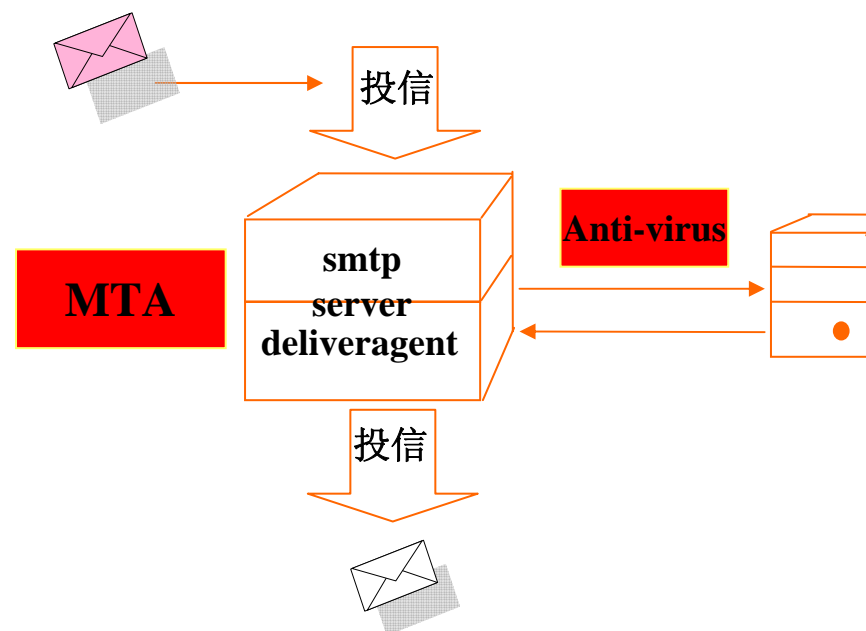 投信
Anti-virus
MTA
smtp
server
deliveragent
投信